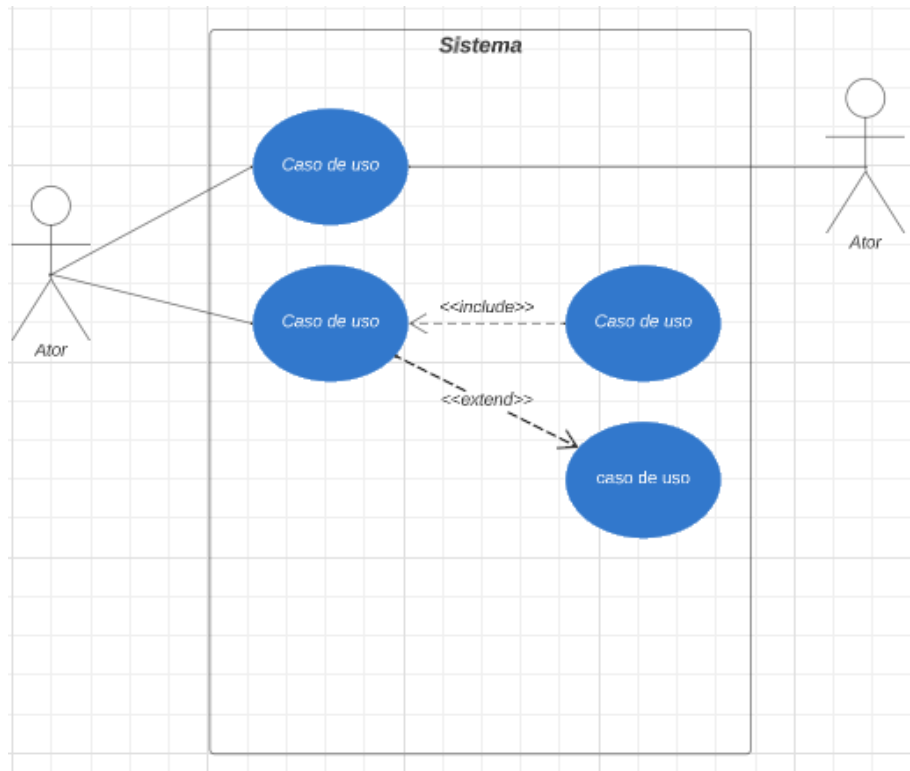 Sistema
Caso de uso
Ator
Caso de uso
<<include>>
Caso de uso
Ator
<<extend>>
caso de uso